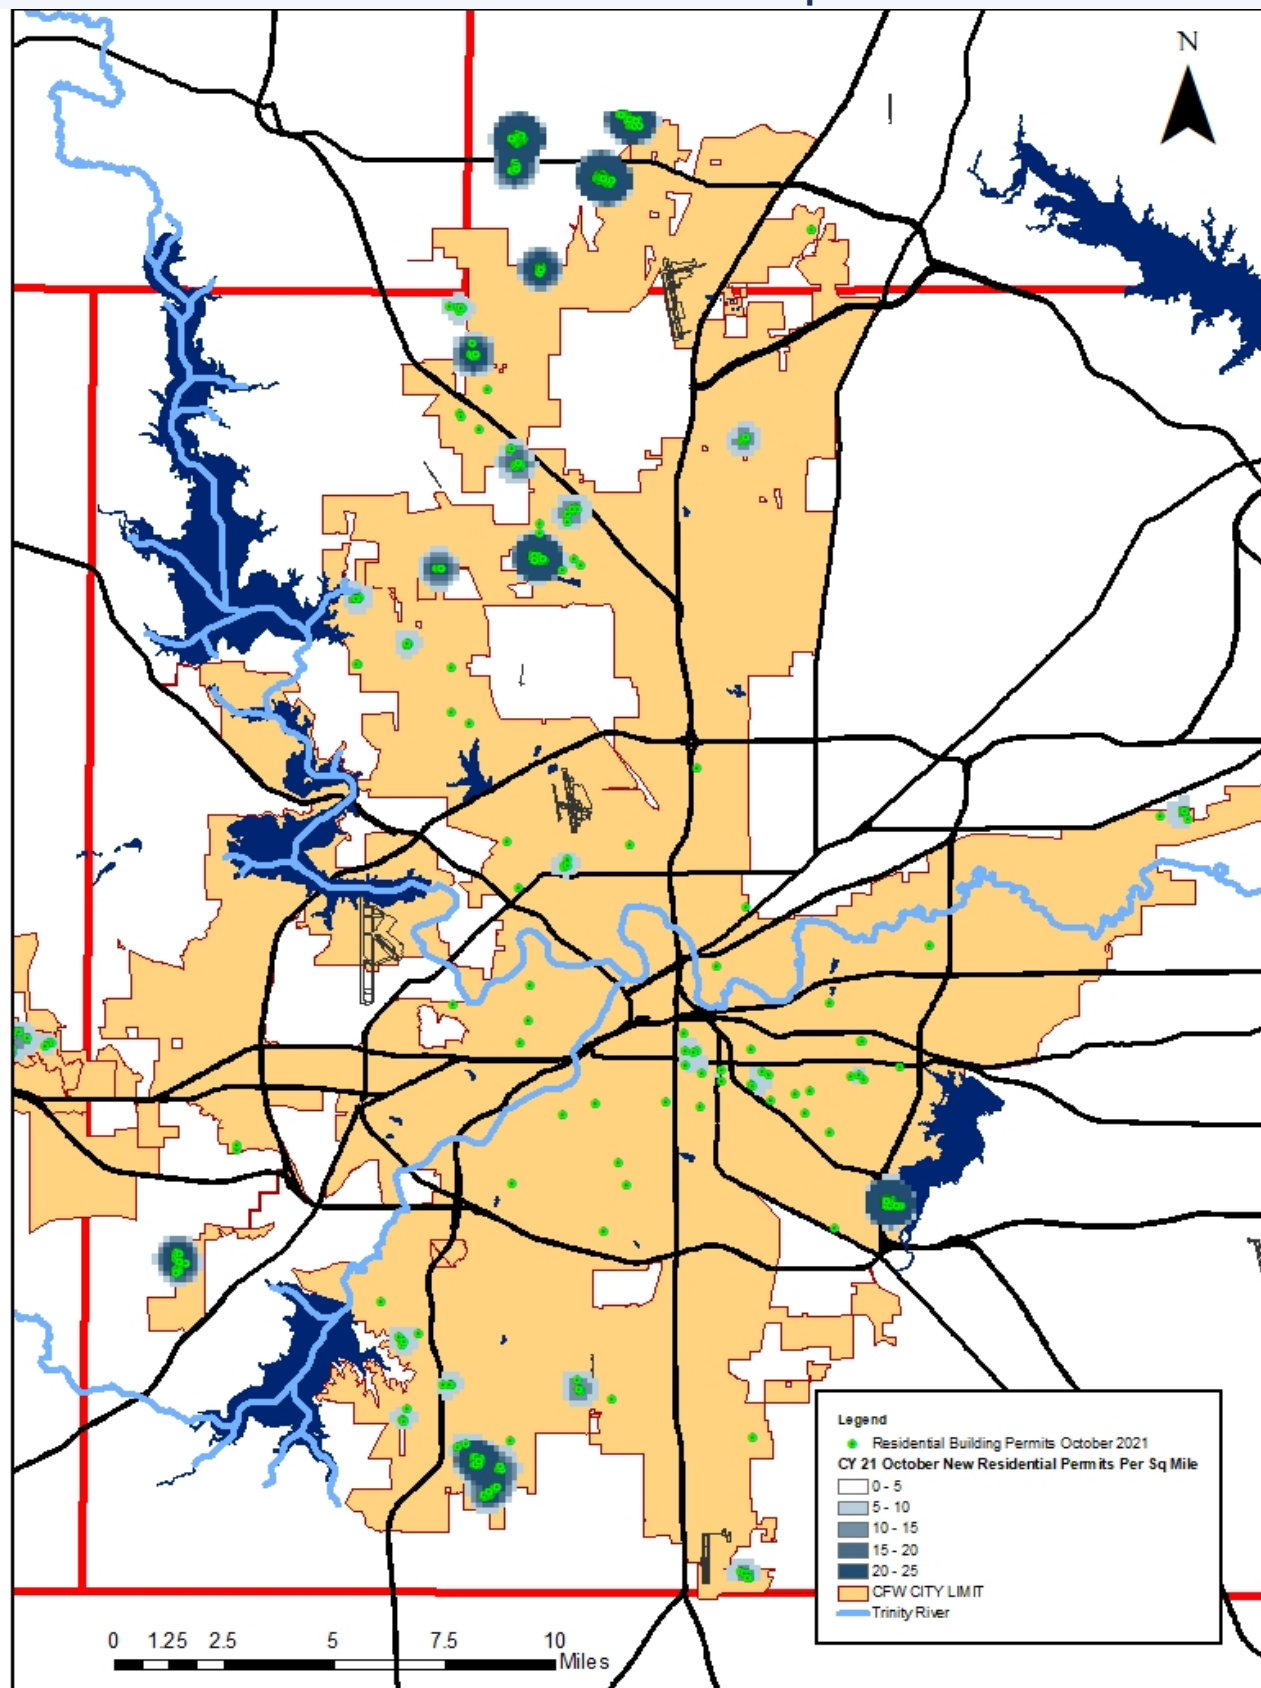 N
Legend
Residential Building Permits October 2021
CY 21 October New Residential Permits Per Sq Mile
0 - 5
5 - 10
10 - 15
15 - 20
20 - 25
CFW CITY LIMIT
Trinity River
0 1.25 2.5 5 7.5 10
Miles